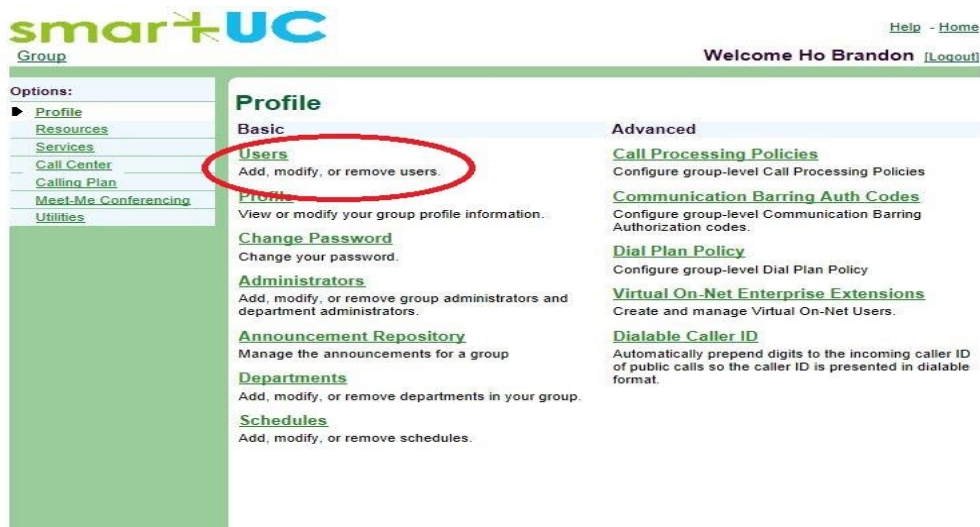 smartUC
Help - Home
Group
Welcome Ho Brandon [Logout]
Options:
Profile
Resources
Services
Call Center
Calling Plan
Meet-Me Conferencing
Utilities
Profile
Basic
Users
Add, modify, or remove users.
Profile
View or modify your group profile information.
Change Password
Change your password.
Administrators
Add, modify, or remove group administrators and
department administrators.
Announcement Repository
Manage the announcements for a group
Departments
Add, modify, or remove departments in your group.
Schedules
Add, modify, or remove schedules.
Advanced
Call Processing Policies
Configure group-level Call Processing Policies
Communication Barring Auth Codes
Configure group-level Communication Barring
Authorization codes.
Dial Plan Policy
Configure group-level Dial Plan Policy
Virtual On-Net Enterprise Extensions
Create and manage Virtual On-Net Users.
Dialable Caller ID
Automatically prepend digits to the incoming caller ID
of public calls so the caller ID is presented in dialable
format.